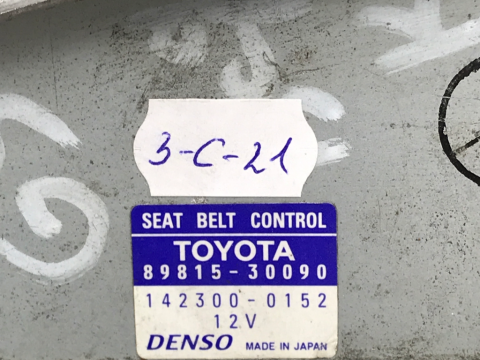 3-C-21
SEAT BELT CONTROL
TOYOTA
89815-30090
142300-0152
12V
DENSO MADE IN JAPAN